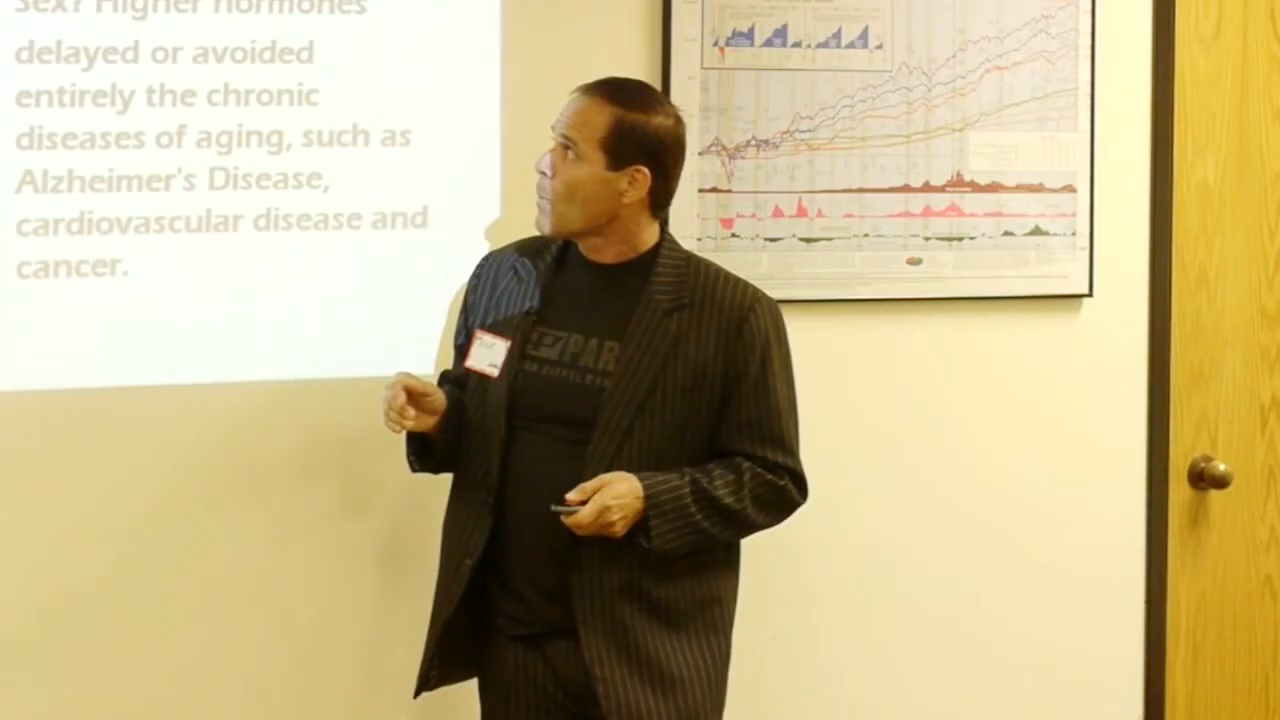 Sex? Higher hormones
delayed or avoided
entirely the chronic
diseases of aging, such as
Alzheimer's Disease,
cardiovascular disease and
cancer.
PAR